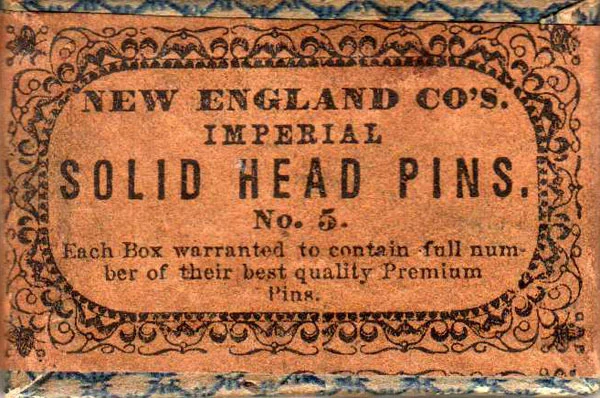 NEW ENGLAND CO'S.
IMPERIAL
SOLID HEAD PINS.
No. 5.
Each Box warranted to contain full num-
ber of their best quality Premium
Pins.